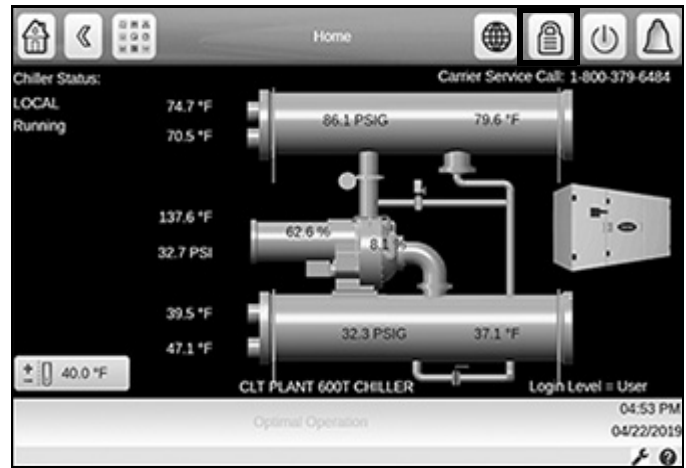 Home
Chiller Status:
Carrier Service Call: 1-800-379-6484
LOCAL
Running
74.7 °F
70.5 °F
86.1 PSIG
79.6 °F
137.6 °F
32.7 PSI
62.6 %
8.1 %
39.5 °F
47.1 °F
32.3 PSIG
37.1 °F
40.0 °F
CLT PLANT 600T CHILLER
Login Level = User
Optimal Operation
04:53 PM
04/22/2019